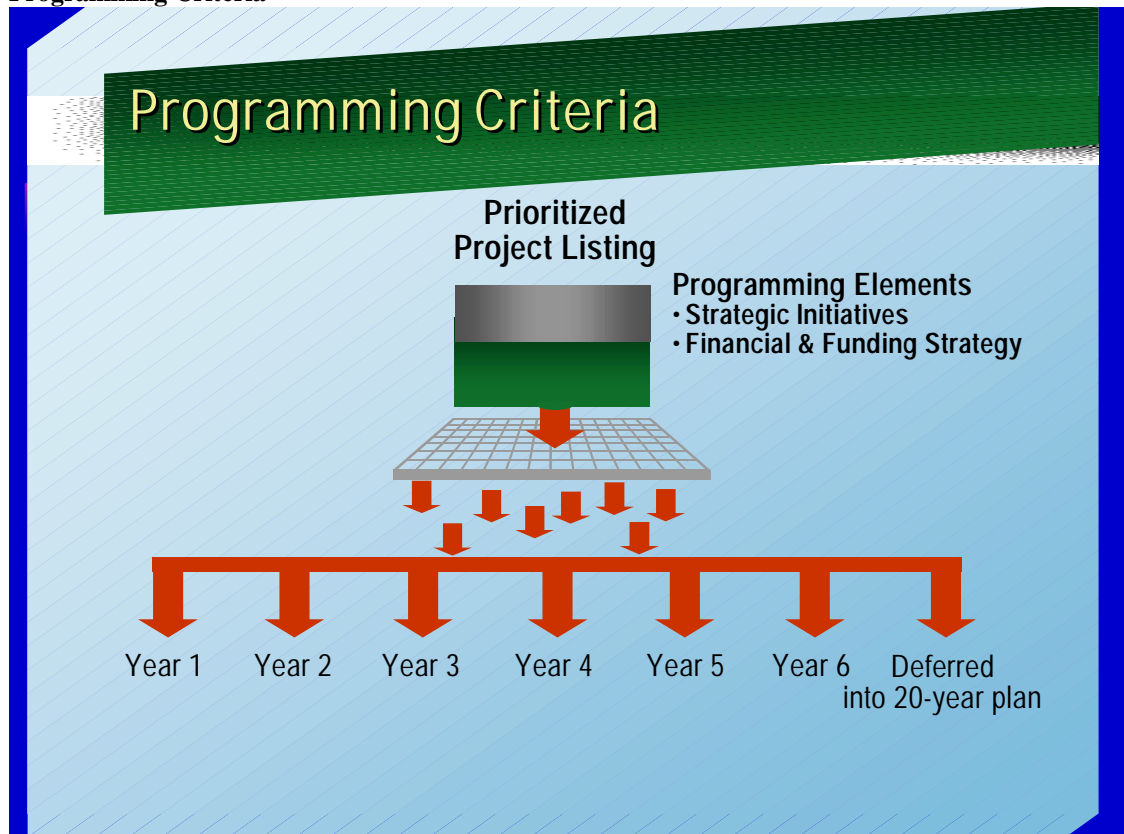 Programming Criteria
Prioritized
Project Listing
Programming Elements
• Strategic Initiatives
• Financial & Funding Strategy
Year 1 Year 2 Year 3 Year 4 Year 5 Year 6 Deferred
into 20-year plan